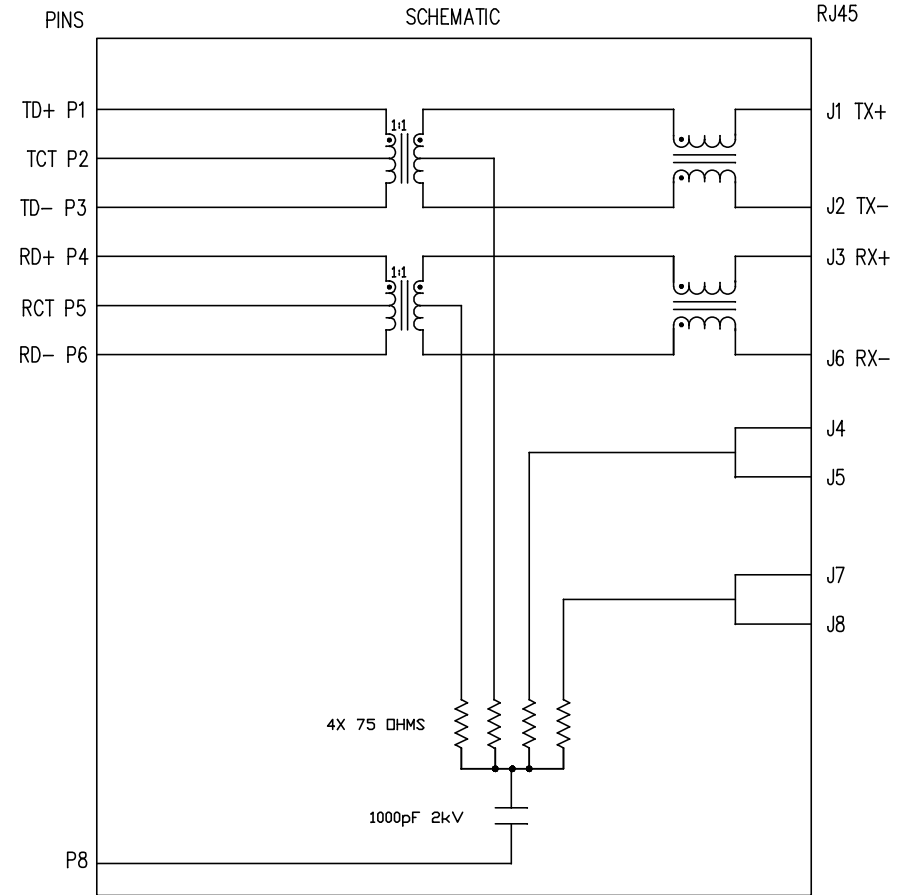 PINS
SCHEMATIC
RJ45
TD+ P1
1:1
J1 TX+
TCT P2
TD- P3
J2 TX-
RD+ P4
1:1
J3 RX+
RCT P5
RD- P6
J6 RX-
J4
J5
J7
J8
4X 75 OHMS
1000pF 2kV
P8